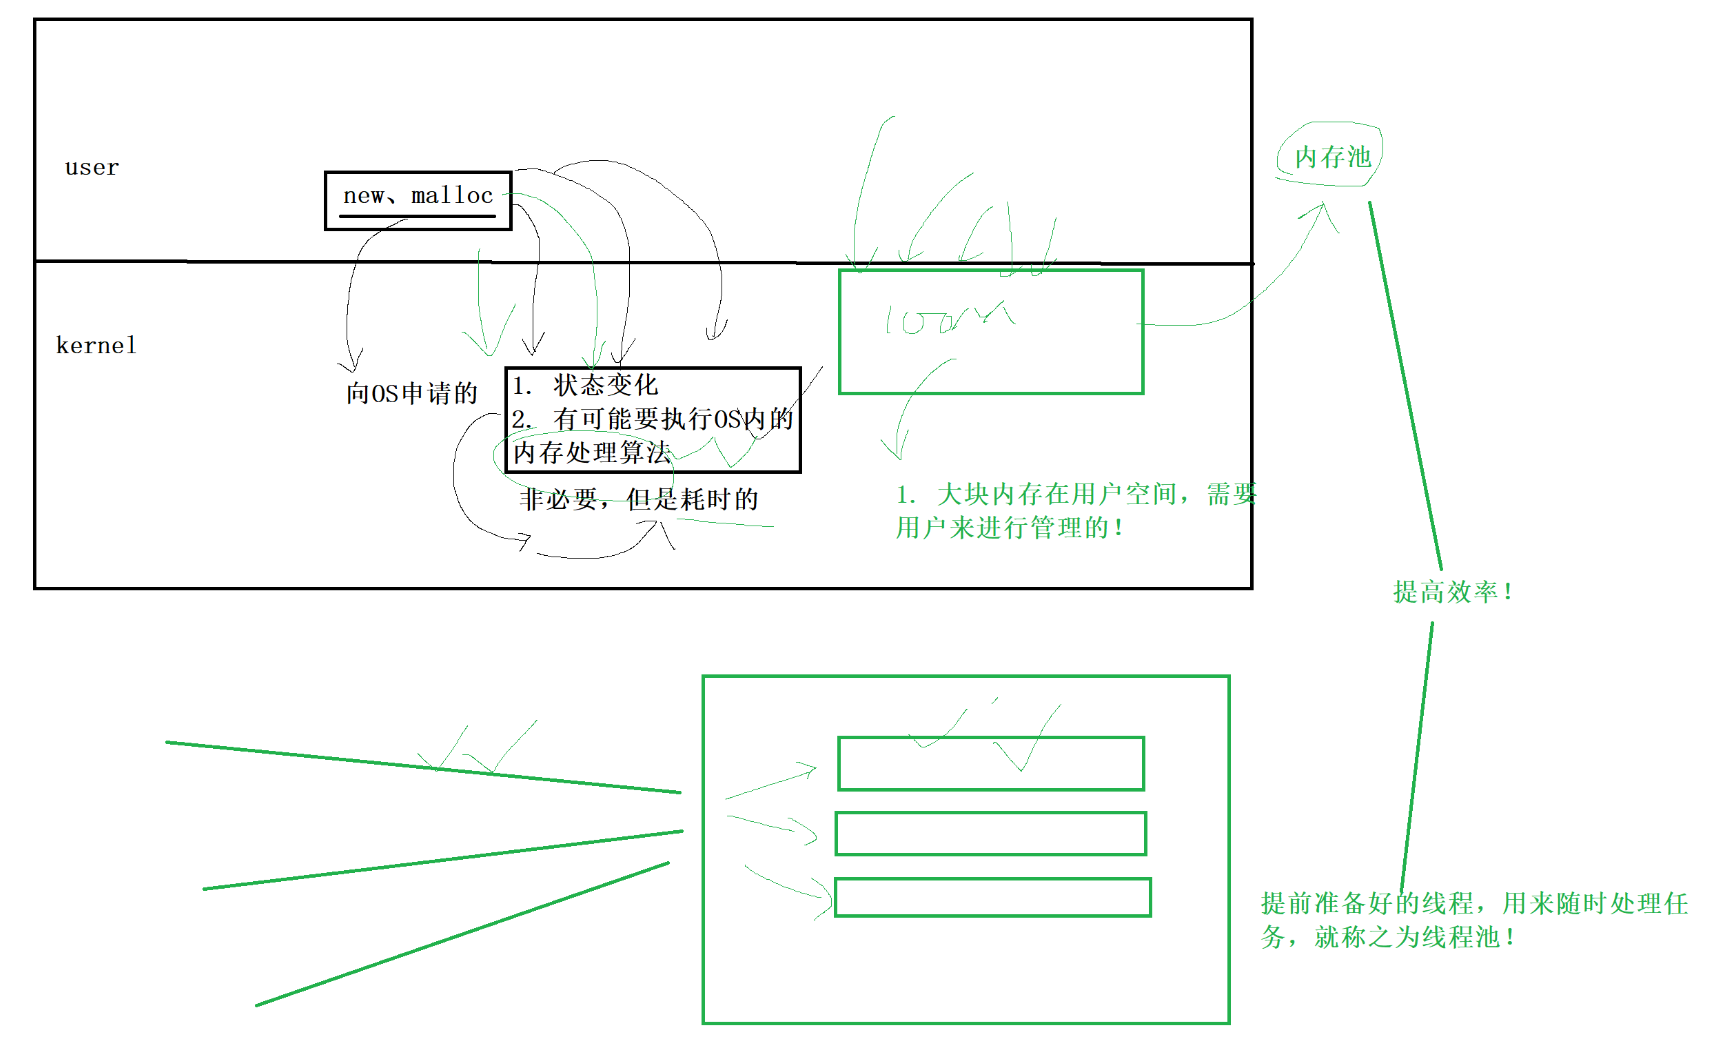 user
内存池
new、malloc
kernel
向OS申请的
1. 状态变化
2. 有可能要执行OS内的
内存处理算法
非必要，但是耗时的
1. 大块内存在用户空间，需要
用户来进行管理的！
提高效率！
提前准备好的线程，用来随时处理任
务，就称之为线程池！